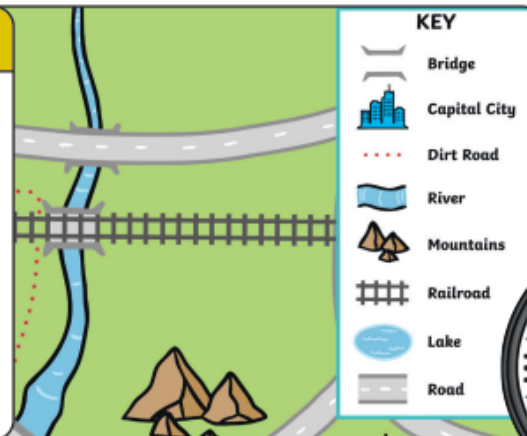 KEY
Bridge
Capital City
Dirt Road
River
Mountains
Railroad
Lake
Road